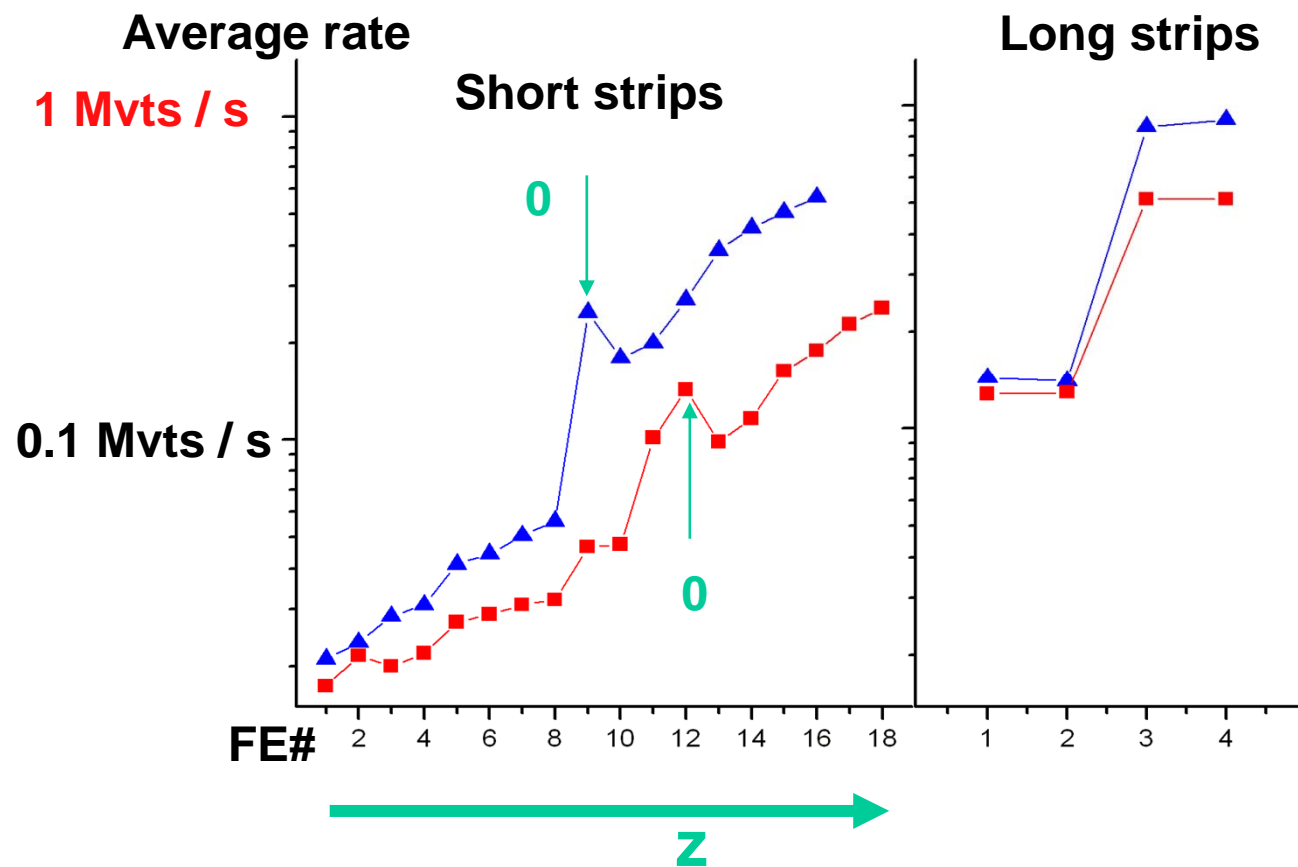 Average rate
Long strips
1 Mvts / s
Short strips
0
0.1 Mvts / s
0
FE#
2 4 6 8 10 12 14 16 18
1 2 3 4
z